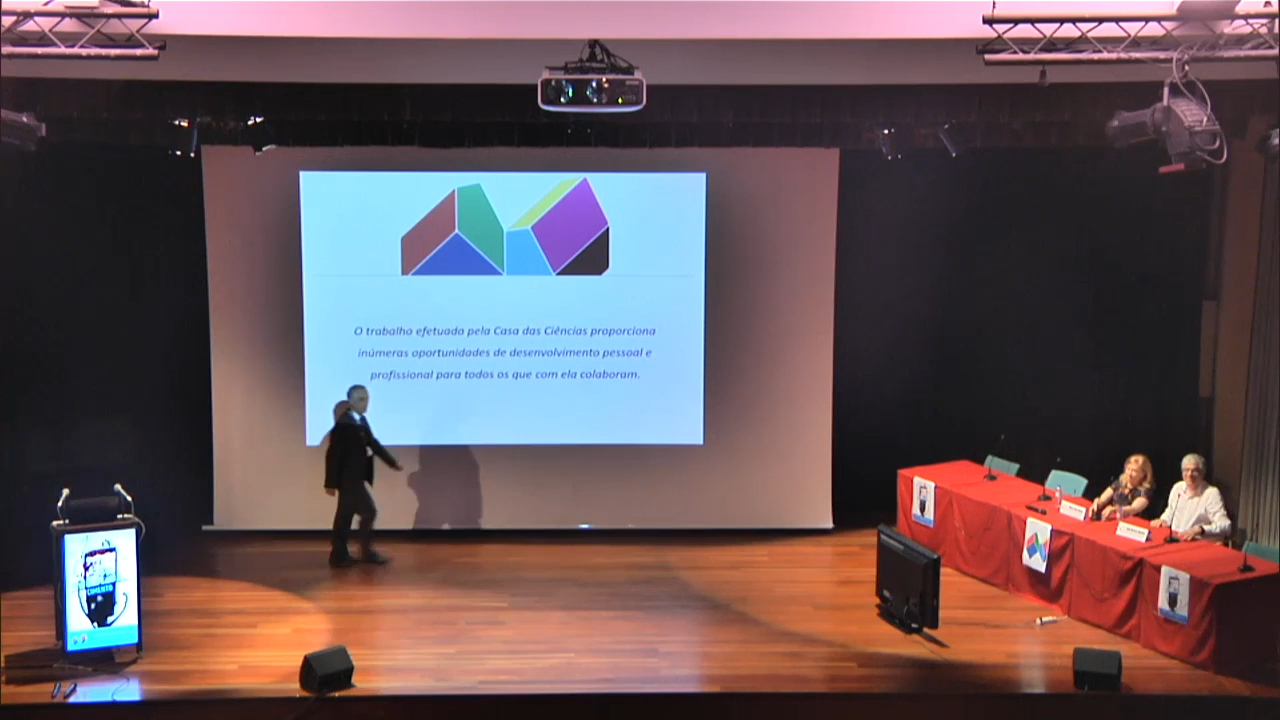 O trabalho efetuado pela Casa das Ciências proporciona
inúmeras oportunidades de desenvolvimento pessoal e
profissional para todos os que com ela colaboram.